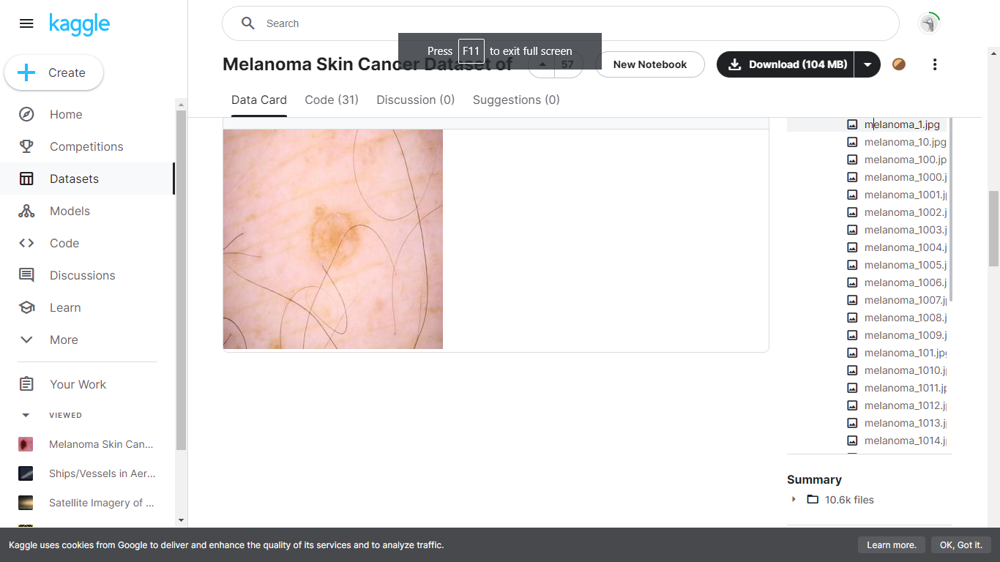 kaggle
Search
Press F11 to exit full screen
Melanoma Skin Cancer Dataset of
57
New Notebook
Download (104 MB)
Create
Data Card
Code (31)
Discussion (0)
Suggestions (0)
Home
Competitions
Datasets
Models
Code
Discussions
Learn
More
Your Work
VIEWED
Melanoma Skin Can...
Ships/Vessels in Aer...
Satellite Imagery of ...
melanoma_1.jpg
melanoma_10.jpg
melanoma_100.jp
melanoma_1000.j
melanoma_1001.j
melanoma_1002.j
melanoma_1003.j
melanoma_1004.j
melanoma_1005.j
melanoma_1006.j
melanoma_1007.j
melanoma_1008.j
melanoma_1009.j
melanoma_101.jpg
melanoma_1010.j
melanoma_1011.jp
melanoma_1012.j
melanoma_1013.j
melanoma_1014.j
Summary
10.6k files
Kaggle uses cookies from Google to deliver and enhance the quality of its services and to analyze traffic.
Learn more.
OK, Got it.